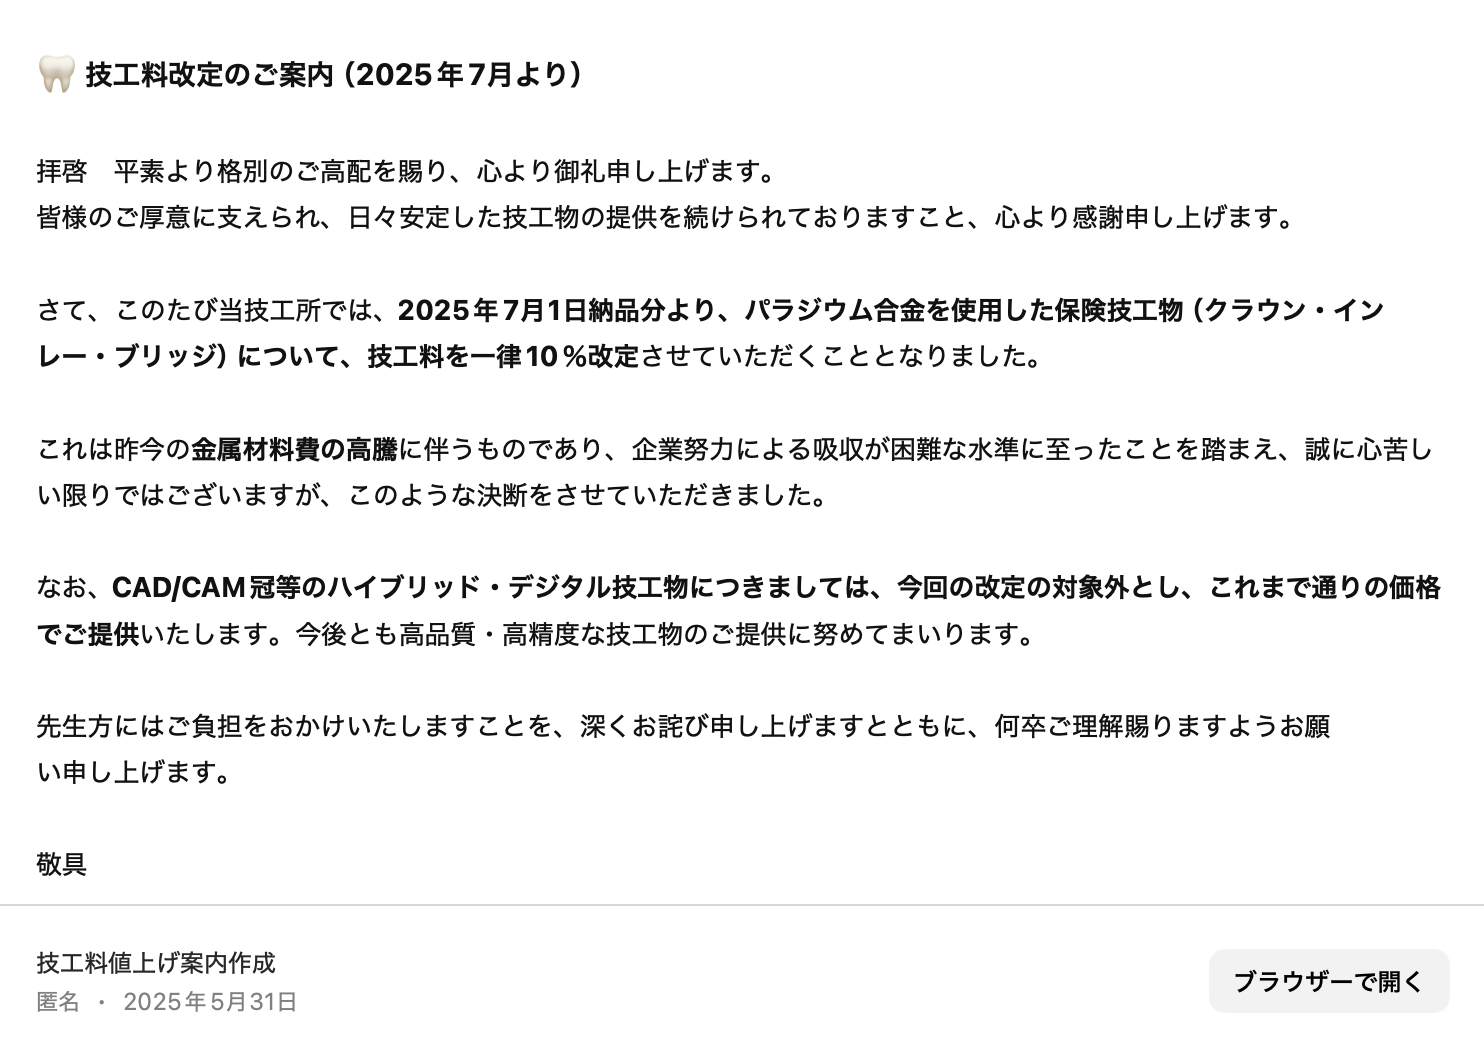 🦷 技工料改定のご案内（2025年7月より）
拝啓　平素より格別のご高配を賜り、心より御礼申し上げます。
皆様のご厚意に支えられ、日々安定した技工物の提供を続けられておりますこと、心より感謝申し上げます。
さて、このたび当技工所では、2025年7月1日納品分より、パラジウム合金を使用した保険技工物（クラウン・イン
レー・ブリッジ）について、技工料を一律10％改定させていただくこととなりました。
これは昨今の金属材料費の高騰に伴うものであり、企業努力による吸収が困難な水準に至ったことを踏まえ、誠に心苦し
い限りではございますが、このような決断をさせていただきました。
なお、CAD/CAM冠等のハイブリッド・デジタル技工物につきましては、今回の改定の対象外とし、これまで通りの価格
でご提供いたします。今後とも高品質・高精度な技工物のご提供に努めてまいります。
先生方にはご負担をおかけいたしますことを、深くお詫び申し上げますとともに、何卒ご理解賜りますようお願
い申し上げます。
敬具
技工料値上げ案内作成
匿名 ・ 2025年5月31日
ブラウザーで開く